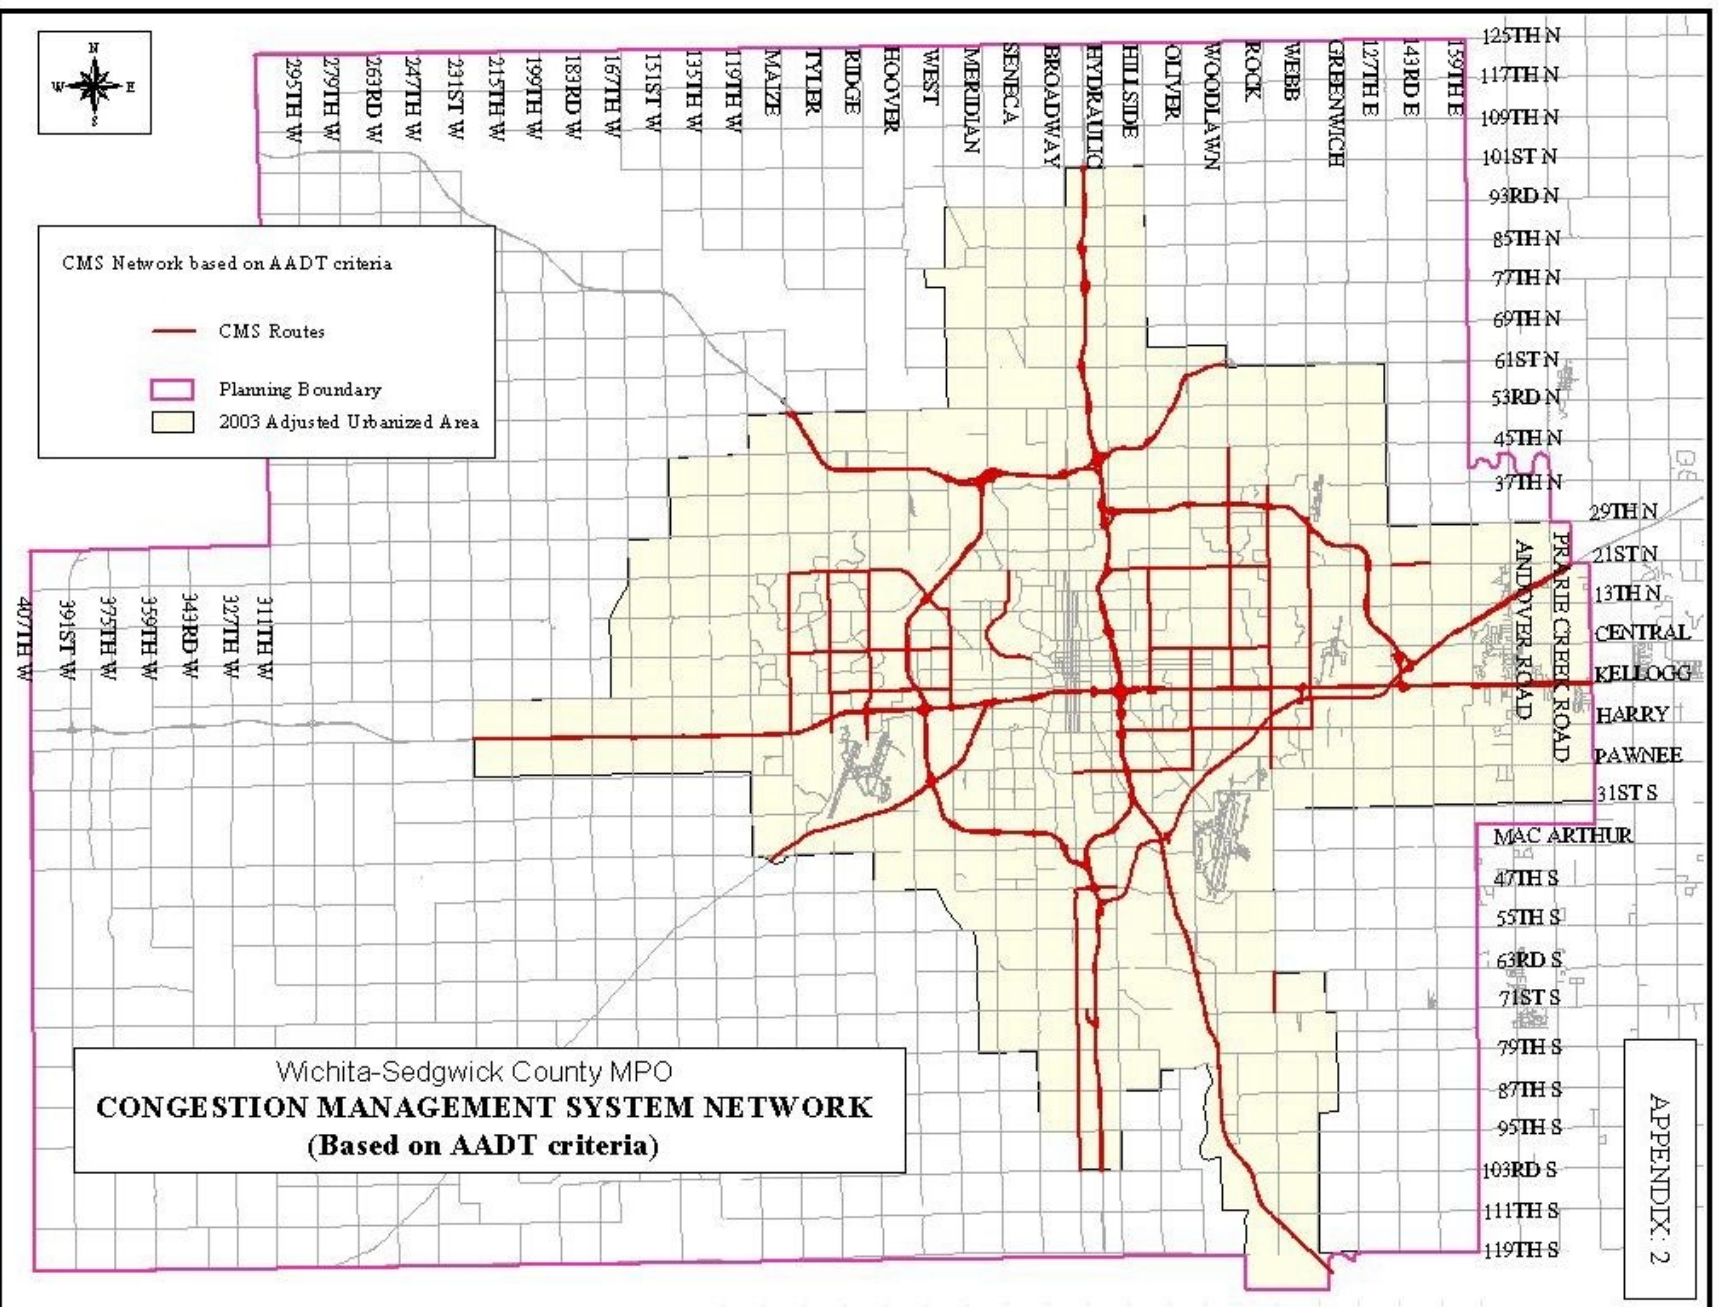 N
W
E
S
295TH W
279TH W
263RD W
247TH W
231ST W
215TH W
199TH W
183RD W
167TH W
151ST W
135TH W
119TH W
MAIZE
TYLER
RIDGE
HOOVER
WEST
MERIDIAN
SENECA
BROADWAY
HYDRAULIC
HILLSIDE
OLIVER
WOODLAWN
ROCK
WEBB
GREENWICH
127TH E
143RD E
159TH E
125TH N
117TH N
109TH N
101ST N
93RD N
85TH N
77TH N
69TH N
61ST N
53RD N
45TH N
37TH N
29TH N
21ST N
13TH N
CENTRAL
KELLOGG
HARRY
PAWNEE
31ST S
MAC ARTHUR
47TH S
55TH S
63RD S
71ST S
79TH S
87TH S
95TH S
103RD S
111TH S
119TH S
ANDOVER ROAD
PRARIE CREEK ROAD
CMS Network based on AADT criteria
CMS Routes
Planning Boundary
2003 Adjusted Urbanized Area
407TH W
391ST W
375TH W
359TH W
343RD W
327TH W
311TH W
Wichita-Sedgwick County MPO
CONGESTION MANAGEMENT SYSTEM NETWORK
(Based on AADT criteria)
APPENDIX: 2